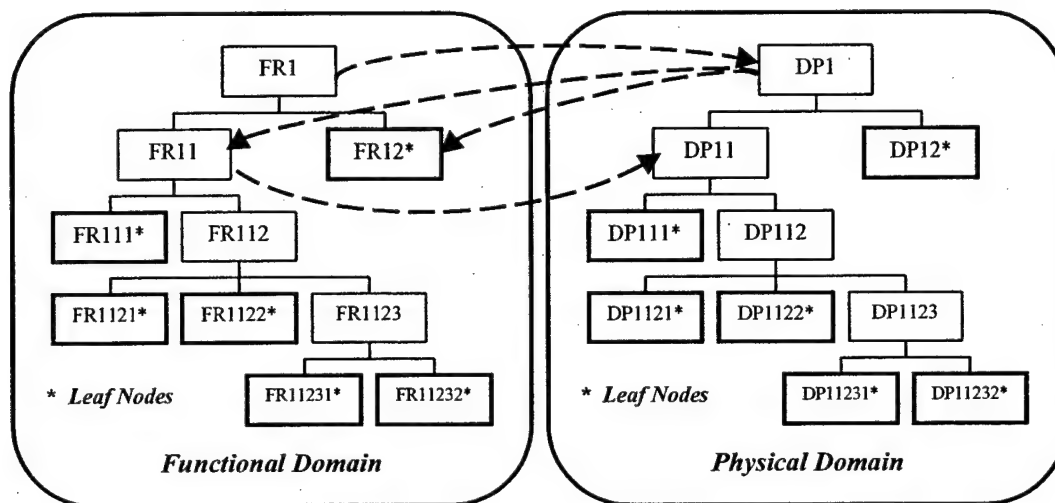 FR1
FR11
FR12*
FR111*
FR112
FR1121*
FR1122*
FR1123
* Leaf Nodes
FR11231*
FR11232*
Functional Domain
DP1
DP11
DP12*
DP111*
DP112
DP1121*
DP1122*
DP1123
* Leaf Nodes
DP11231*
DP11232*
Physical Domain